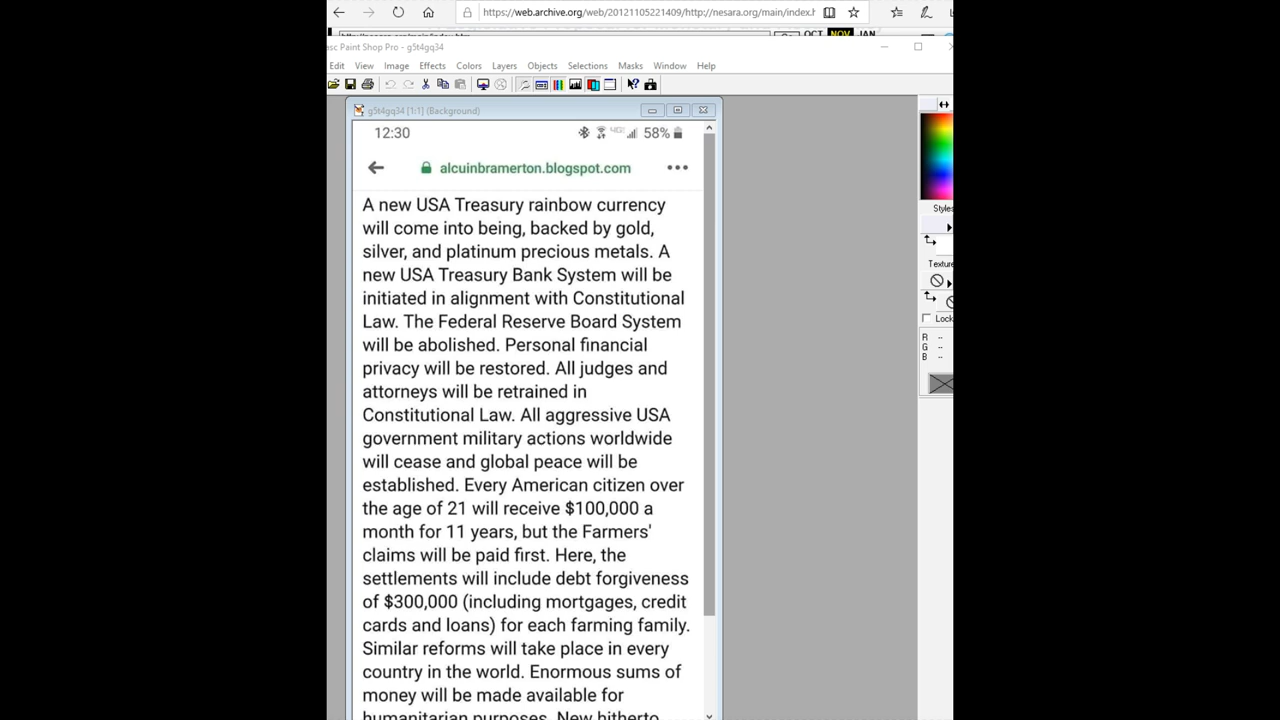 https://web.archive.org/web/20121105221409/http://nesara.org/main/index.h
OCT NOV JAN
asc Paint Shop Pro - g5t4gq34
Edit View Image Effects Colors Layers Objects Selections Masks Window Help
g5t4gq34 [1:1] (Background)
12:30 58%
alcuinbramerton.blogspot.com
A new USA Treasury rainbow currency
will come into being, backed by gold,
silver, and platinum precious metals. A
new USA Treasury Bank System will be
initiated in alignment with Constitutional
Law. The Federal Reserve Board System
will be abolished. Personal financial
privacy will be restored. All judges and
attorneys will be retrained in
Constitutional Law. All aggressive USA
government military actions worldwide
will cease and global peace will be
established. Every American citizen over
the age of 21 will receive $100,000 a
month for 11 years, but the Farmers'
claims will be paid first. Here, the
settlements will include debt forgiveness
of $300,000 (including mortgages, credit
cards and loans) for each farming family.
Similar reforms will take place in every
country in the world. Enormous sums of
money will be made available for
humanitarian purposes. New hitherto
Styles
Texture
Lock
R --
G --
B --